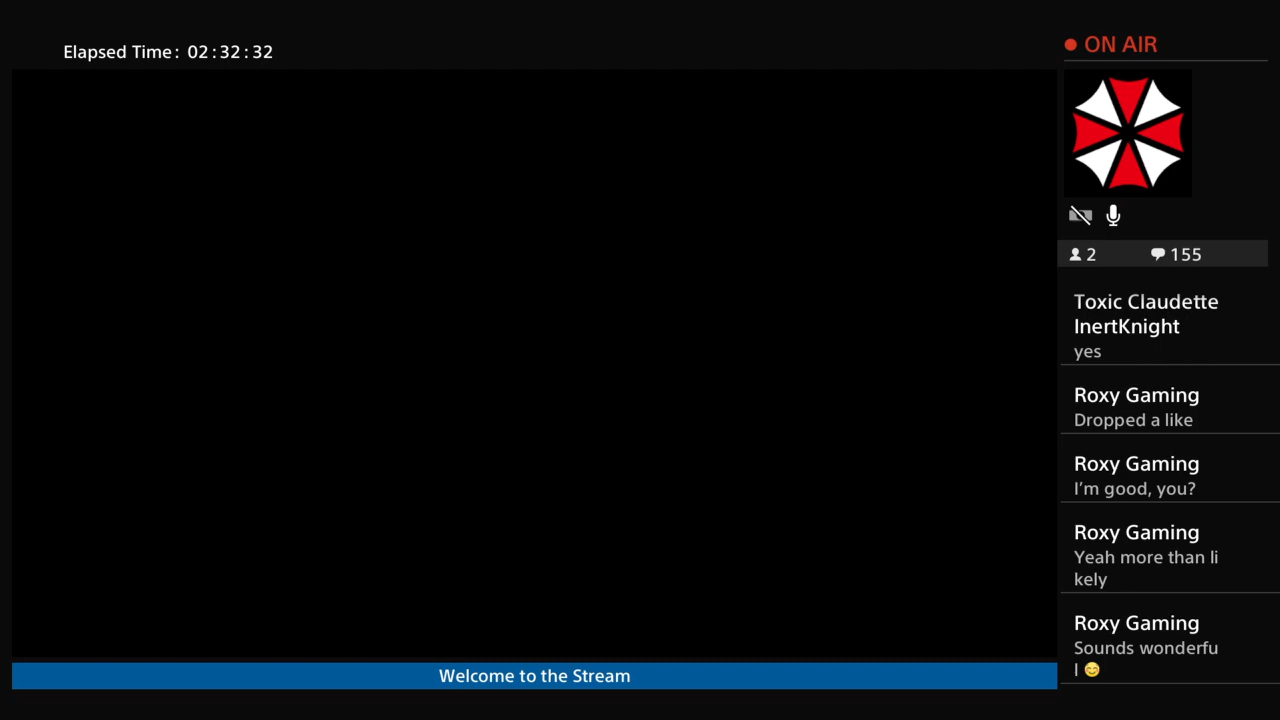 Elapsed Time: 02:32:32
ON AIR
2 155
Toxic Claudette
InertKnight
yes
Roxy Gaming
Dropped a like
Roxy Gaming
I'm good, you?
Roxy Gaming
Yeah more than li
kely
Roxy Gaming
Sounds wonderfu
l 😊
Welcome to the Stream